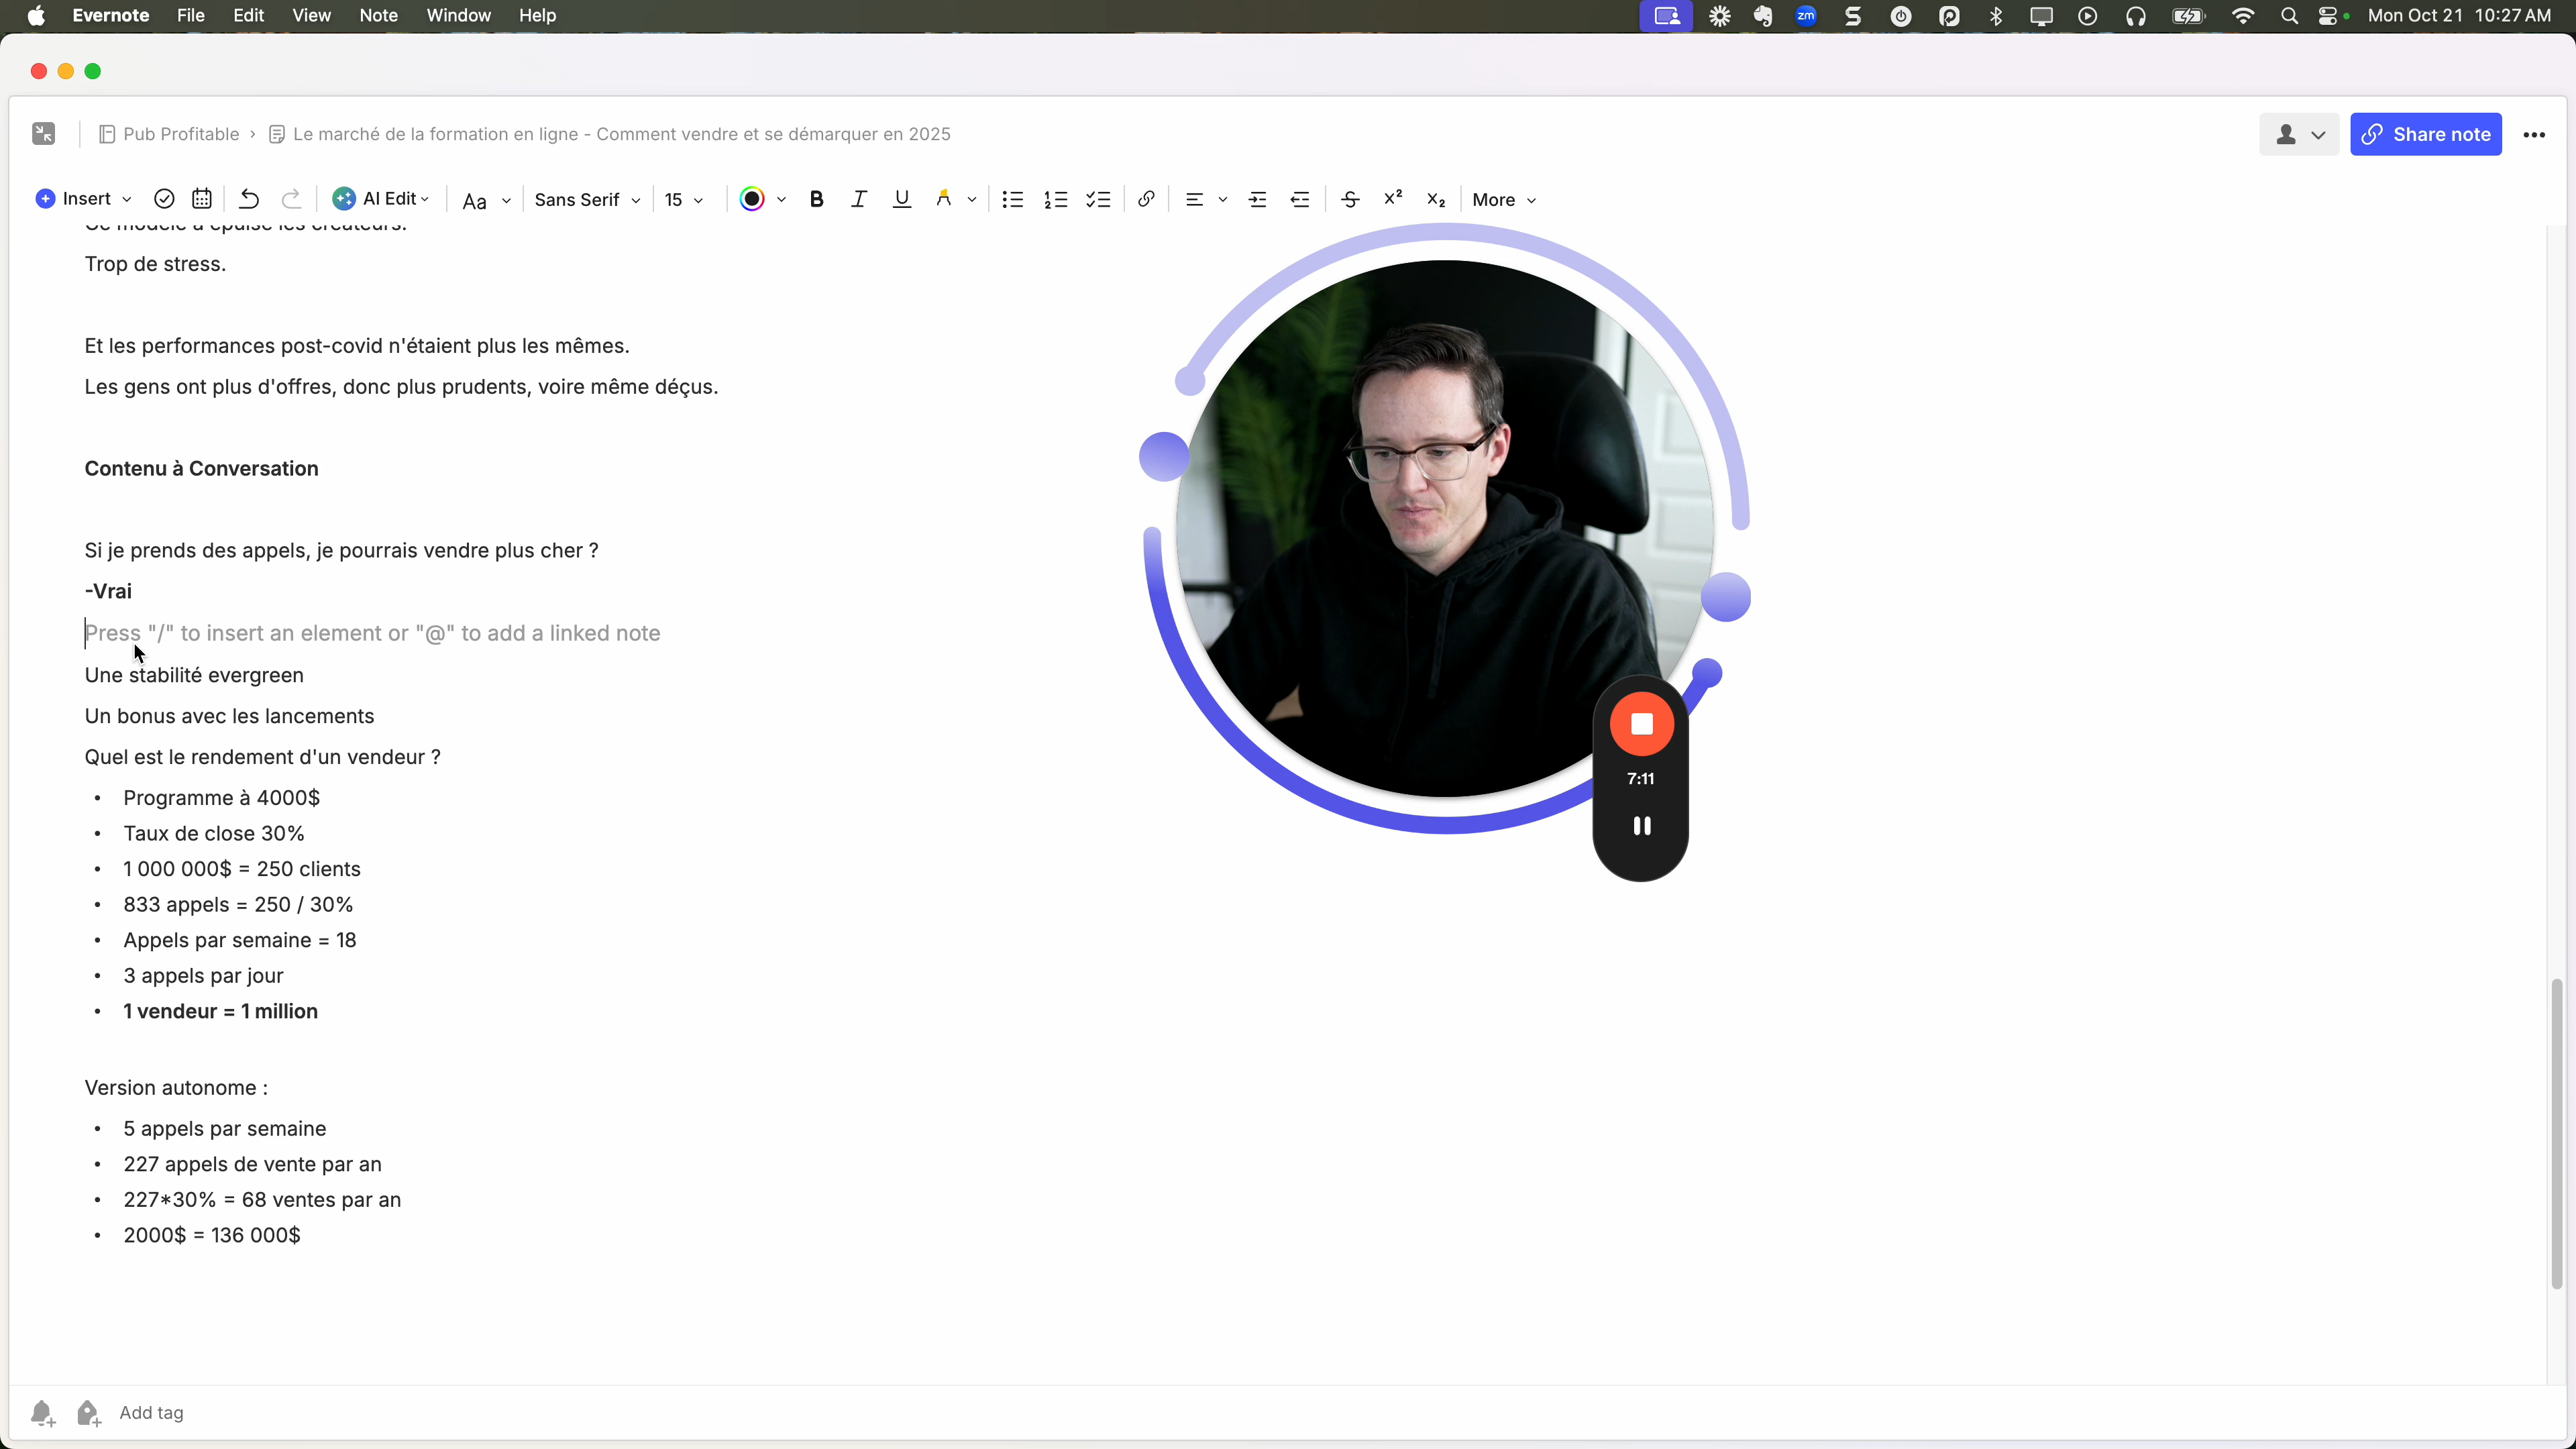 Evernote File Edit View Note Window Help
zm
Mon Oct 21 10:27 AM
Pub Profitable › Le marché de la formation en ligne - Comment vendre et se démarquer en 2025
Share note
Insert AI Edit Aa Sans Serif 15 B I U More
Ce modèle a épuisé les créateurs.
Trop de stress.
Et les performances post-covid n'étaient plus les mêmes.
Les gens ont plus d'offres, donc plus prudents, voire même déçus.
Contenu à Conversation
Si je prends des appels, je pourrais vendre plus cher ?
-Vrai
Press "/" to insert an element or "@" to add a linked note
Une stabilité evergreen
Un bonus avec les lancements
Quel est le rendement d'un vendeur ?
• Programme à 4000$
• Taux de close 30%
• 1 000 000$ = 250 clients
• 833 appels = 250 / 30%
• Appels par semaine = 18
• 3 appels par jour
• 1 vendeur = 1 million
7:11
Version autonome :
• 5 appels par semaine
• 227 appels de vente par an
• 227*30% = 68 ventes par an
• 2000$ = 136 000$
Add tag